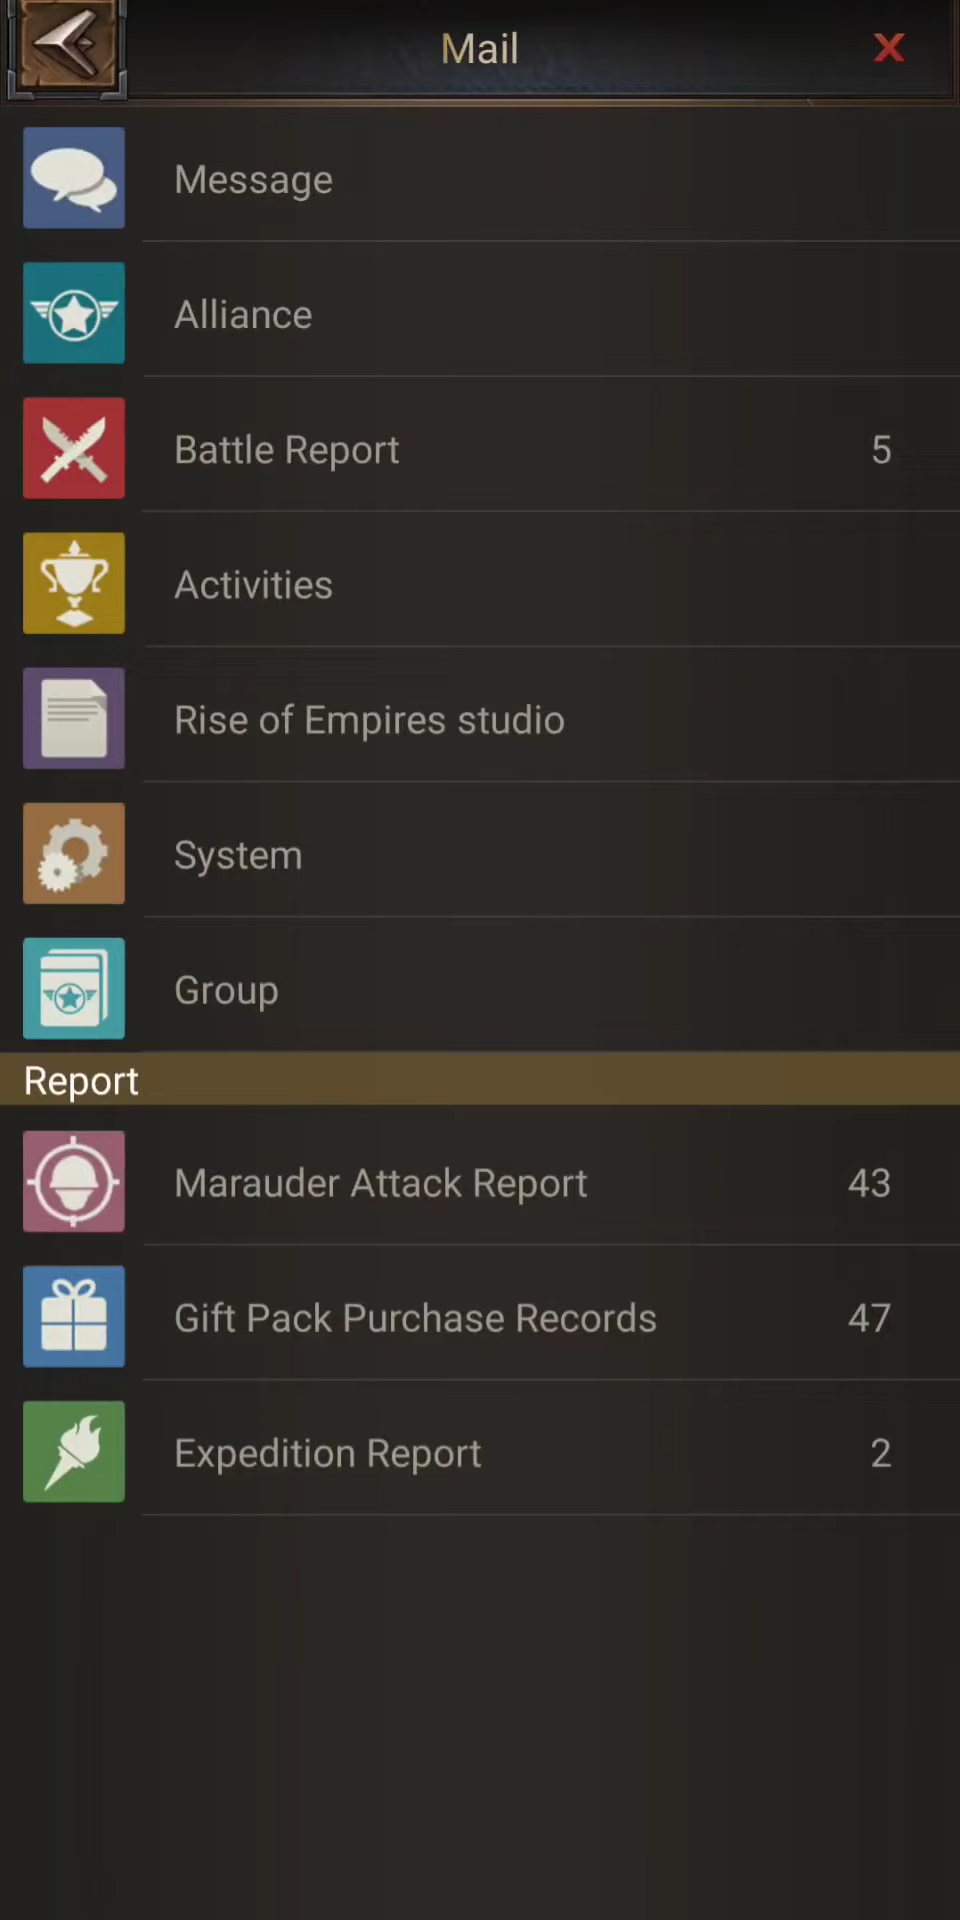 Mail
X
Message
Alliance
Battle Report 5
Activities
Rise of Empires studio
System
Group
Report
Marauder Attack Report 43
Gift Pack Purchase Records 47
Expedition Report 2